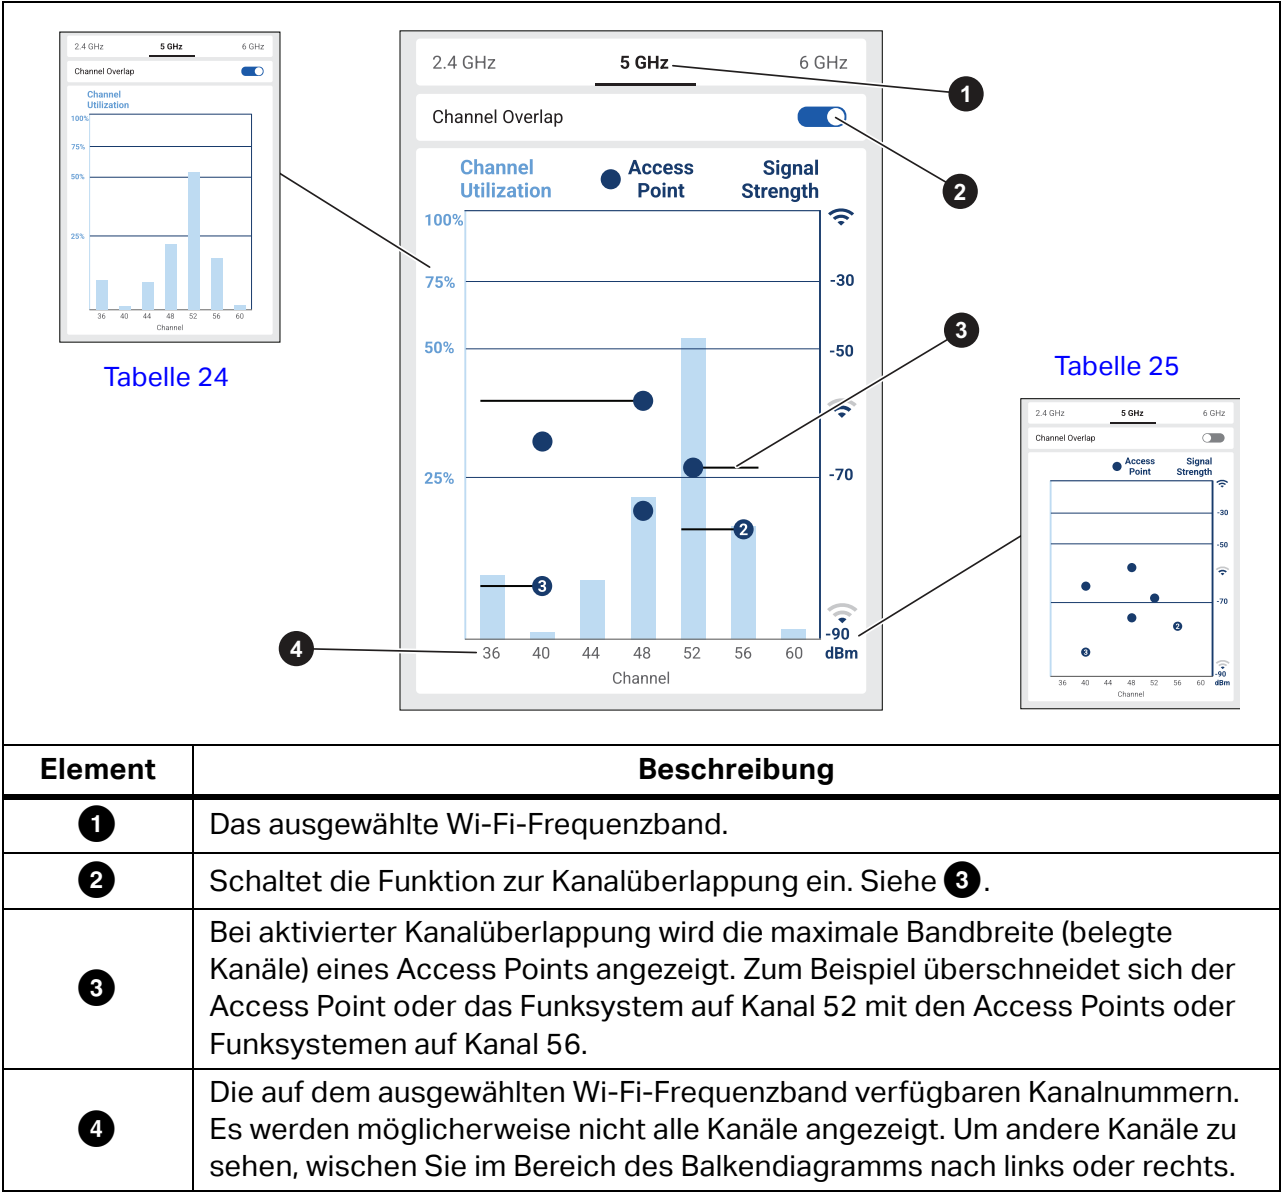 2.4 GHz 5 GHz 6 GHz
Channel Overlap
Channel
Utilization
100%
75%
50%
25%
36 40 44 48 52 56 60
Channel
Tabelle 24
2.4 GHz 5 GHz 6 GHz
Channel Overlap
Channel
Utilization
Access
Point
Signal
Strength
100%
75%
50%
25%
-30
-50
-70
-90
dBm
2
3
36 40 44 48 52 56 60
Channel
1
2
3
4
Tabelle 25
2.4 GHz 5 GHz 6 GHz
Channel Overlap
Access
Point
Signal
Strength
-30
-50
-70
-90
dBm
2
3
36 40 44 48 52 56 60
Channel
Element Beschreibung
1 Das ausgewählte Wi-Fi-Frequenzband.
2 Schaltet die Funktion zur Kanalüberlappung ein. Siehe 3.
3 Bei aktivierter Kanalüberlappung wird die maximale Bandbreite (belegte
Kanäle) eines Access Points angezeigt. Zum Beispiel überschneidet sich der
Access Point oder das Funksystem auf Kanal 52 mit den Access Points oder
Funksystemen auf Kanal 56.
4 Die auf dem ausgewählten Wi-Fi-Frequenzband verfügbaren Kanalnummern.
Es werden möglicherweise nicht alle Kanäle angezeigt. Um andere Kanäle zu
sehen, wischen Sie im Bereich des Balkendiagramms nach links oder rechts.